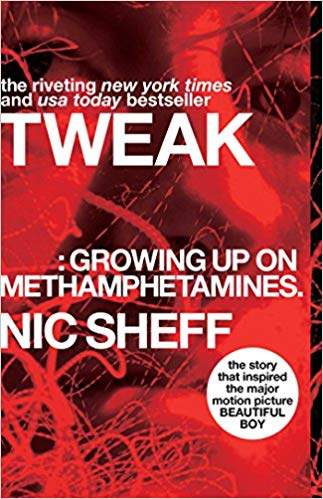 the riveting new york times
and usa today bestseller
TWEAK
: GROWING UP ON
METHAMPHETAMINES.
NIC SHEFF
the story
that inspired
the major
motion picture
BEAUTIFUL
BOY